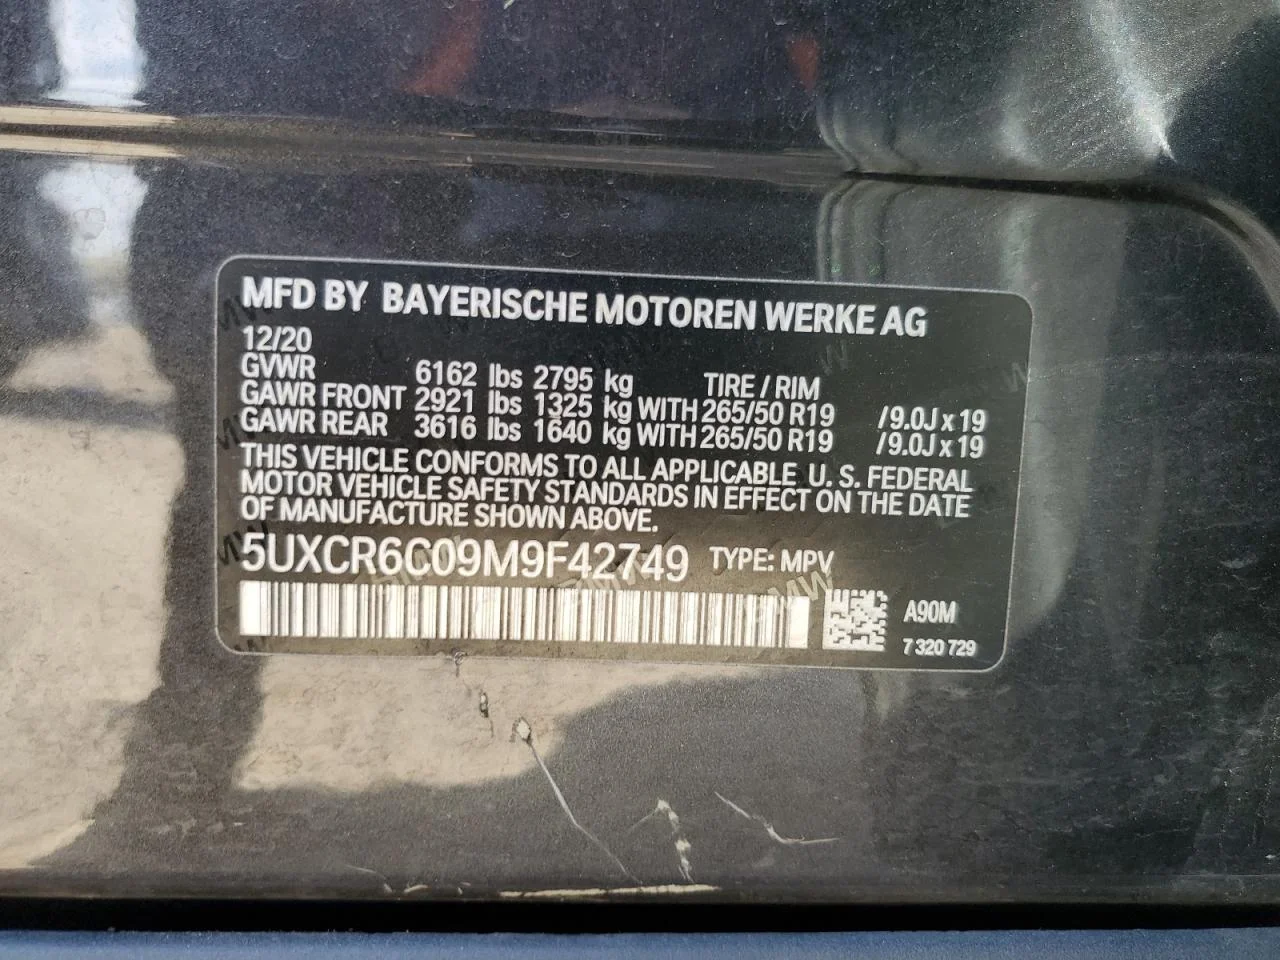 MFD BY BAYERISCHE MOTOREN WERKE AG
12/20
GVWR 6162 lbs 2795 kg TIRE / RIM
GAWR FRONT 2921 lbs 1325 kg WITH 265/50 R19 /9.0J x 19
GAWR REAR 3616 lbs 1640 kg WITH 265/50 R19 /9.0J x 19
THIS VEHICLE CONFORMS TO ALL APPLICABLE U. S. FEDERAL
MOTOR VEHICLE SAFETY STANDARDS IN EFFECT ON THE DATE
OF MANUFACTURE SHOWN ABOVE.
5UXCR6C09M9F42749 TYPE: MPV
A90M
7 320 729